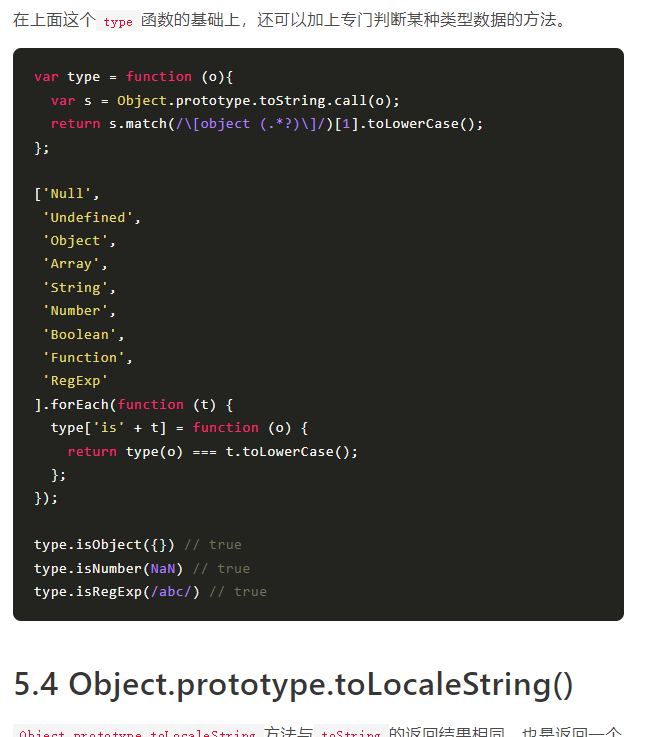 在上面这个 type 函数的基础上，还可以加上专门判断某种类型数据的方法。
var type = function (o){
  var s = Object.prototype.toString.call(o);
  return s.match(/\[object (.*?)\]/)[1].toLowerCase();
};
['Null',
 'Undefined',
 'Object',
 'Array',
 'String',
 'Number',
 'Boolean',
 'Function',
 'RegExp'
].forEach(function (t) {
  type['is' + t] = function (o) {
    return type(o) === t.toLowerCase();
  };
});
type.isObject({}) // true
type.isNumber(NaN) // true
type.isRegExp(/abc/) // true
5.4 Object.prototype.toLocaleString()
Object.prototype.toLocaleString 方法与 toString 的返回结果相同，也是返回一个